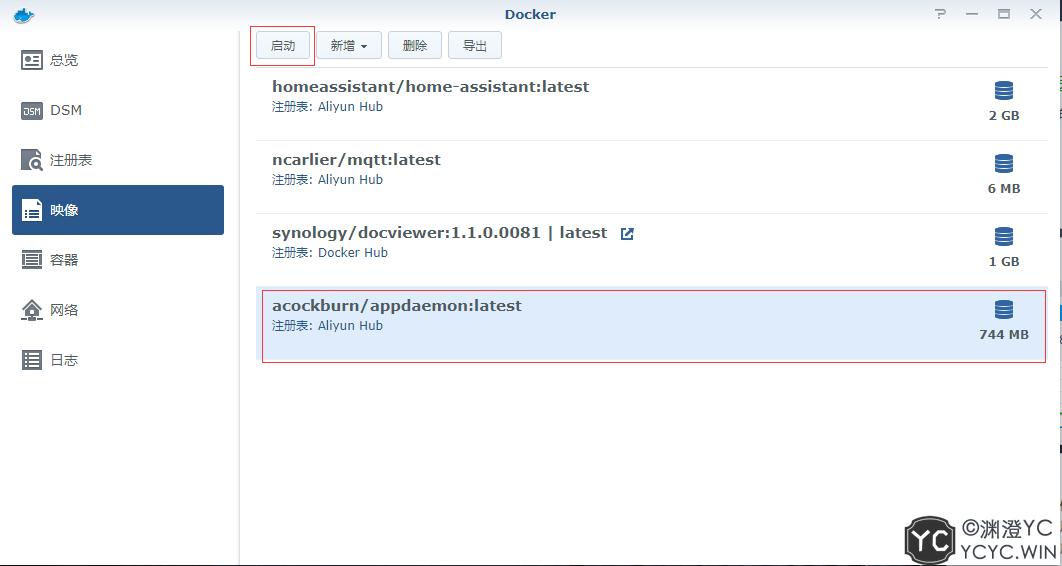 Docker
总览
DSM
DSM
注册表
映像
容器
网络
日志
启动
新增
删除
导出
homeassistant/home-assistant:latest
注册表: Aliyun Hub
2 GB
ncarlier/mqtt:latest
注册表: Aliyun Hub
6 MB
synology/docviewer:1.1.0.0081 | latest
注册表: Docker Hub
1 GB
acockburn/appdaemon:latest
注册表: Aliyun Hub
744 MB
YC
©渊澄YC
YCYC.WIN